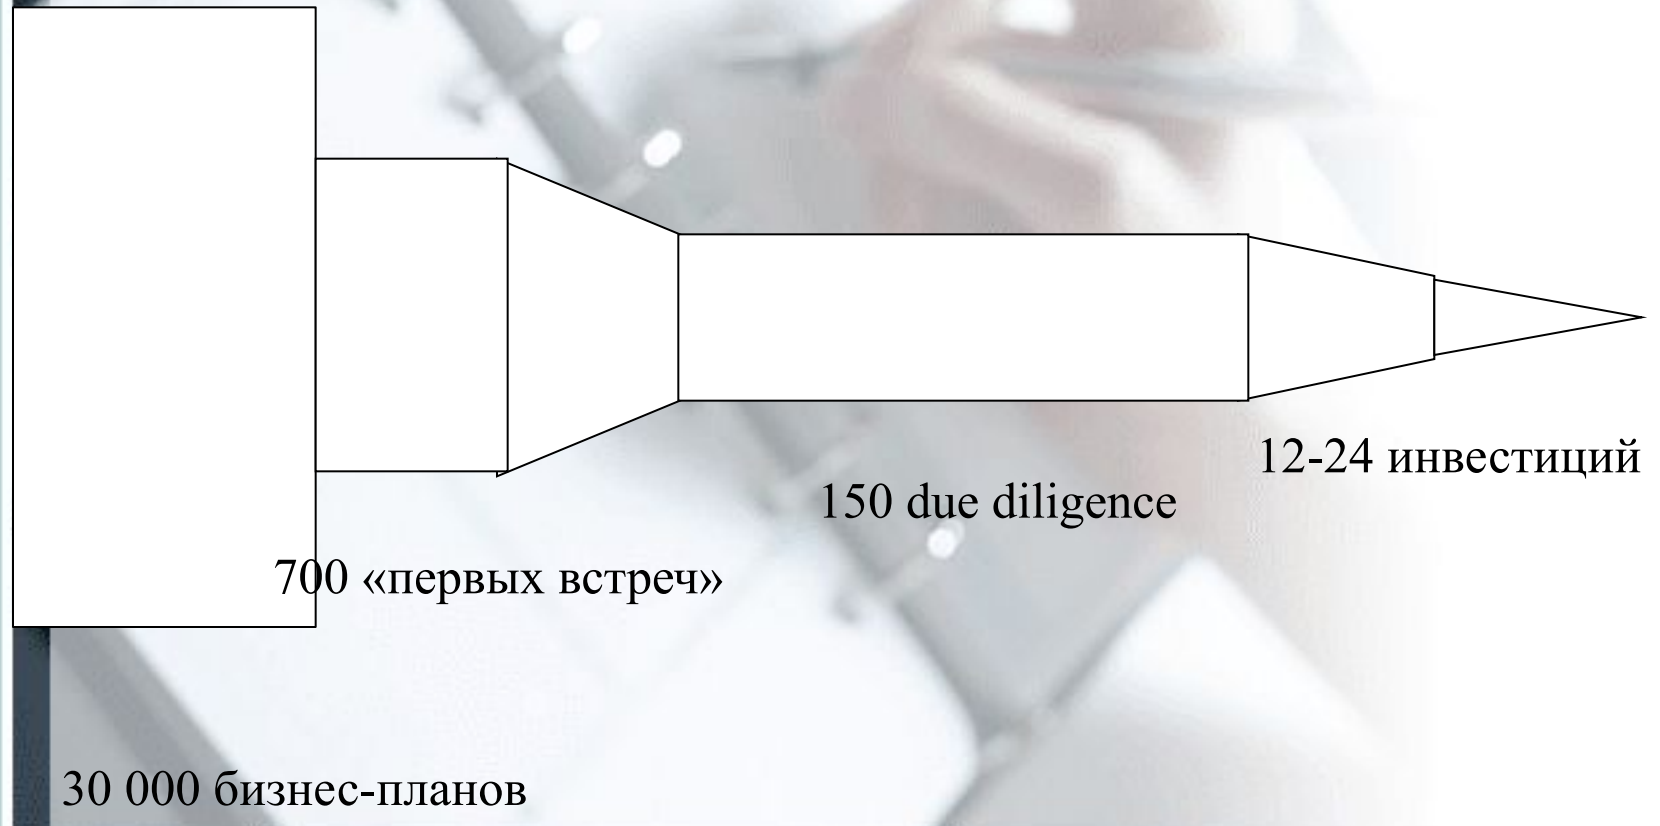 12-24 инвестиций
150 due diligence
700 «первых встреч»
30 000 бизнес-планов